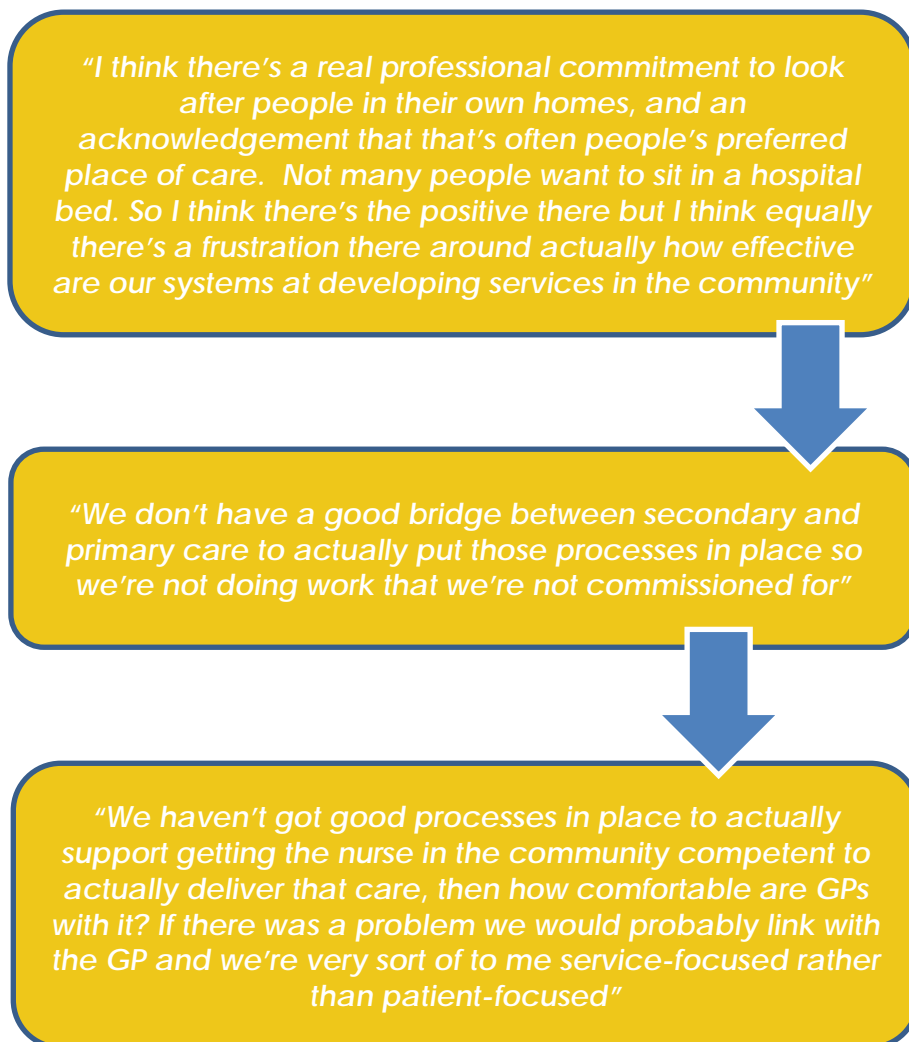 “I think there’s a real professional commitment to look
after people in their own homes, and an
acknowledgement that that’s often people’s preferred
place of care.  Not many people want to sit in a hospital
bed. So I think there’s the positive there but I think equally
there’s a frustration there around actually how effective
are our systems at developing services in the community”
“We don’t have a good bridge between secondary and
primary care to actually put those processes in place so
we’re not doing work that we’re not commissioned for”
“We haven’t got good processes in place to actually
support getting the nurse in the community competent to
actually deliver that care, then how comfortable are GPs
with it? If there was a problem we would probably link with
the GP and we’re very sort of to me service-focused rather
than patient-focused”